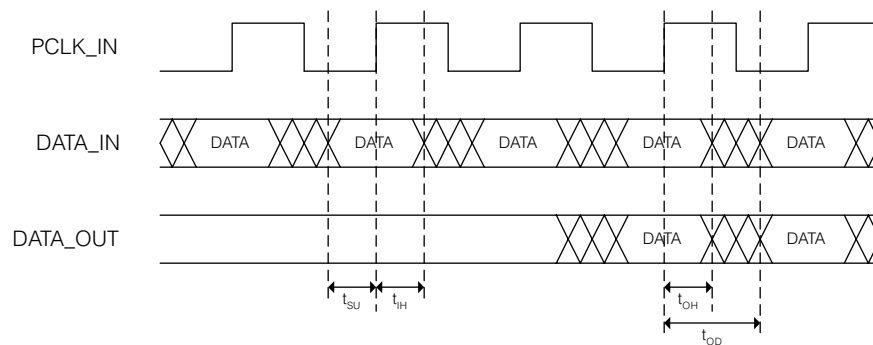 PCLK_IN
DATA_IN
DATA DATA DATA DATA DATA
DATA_OUT
DATA DATA
tSU tIH tOH
tOD